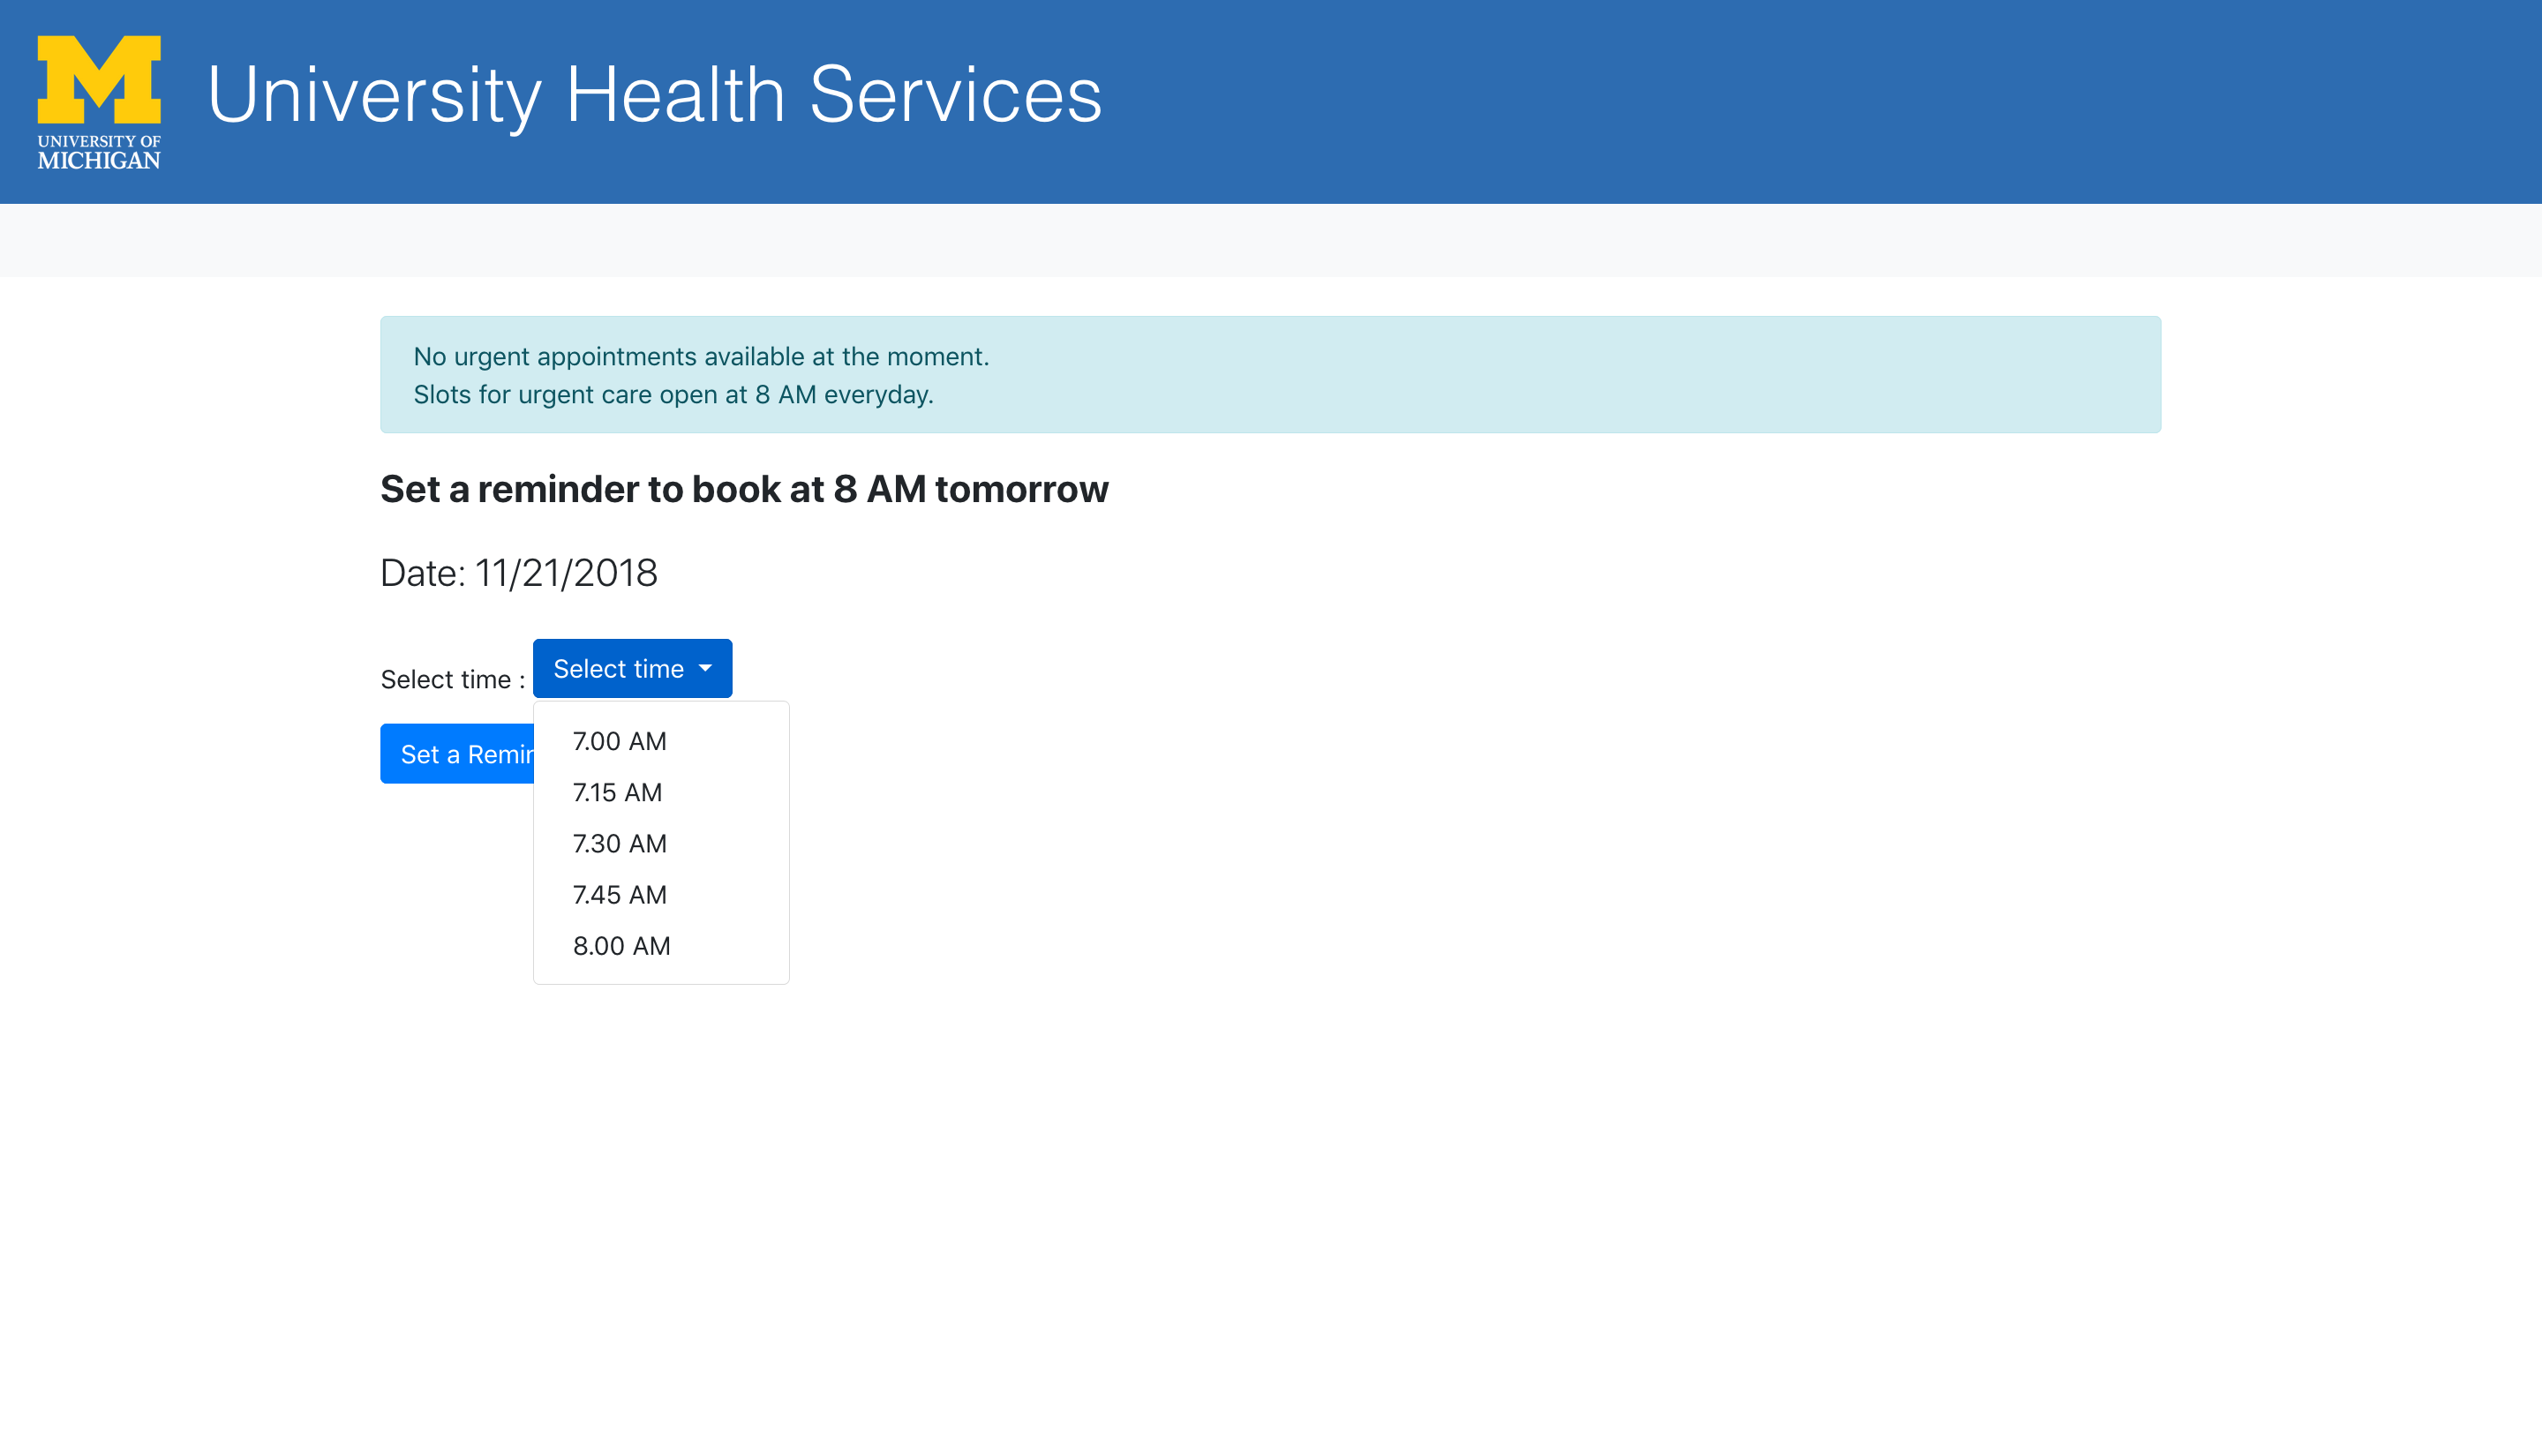 UNIVERSITY OF
MICHIGAN
University Health Services
No urgent appointments available at the moment.
Slots for urgent care open at 8 AM everyday.
Set a reminder to book at 8 AM tomorrow
Date: 11/21/2018
Select time :
Select time
Set a Remin
7.00 AM
7.15 AM
7.30 AM
7.45 AM
8.00 AM